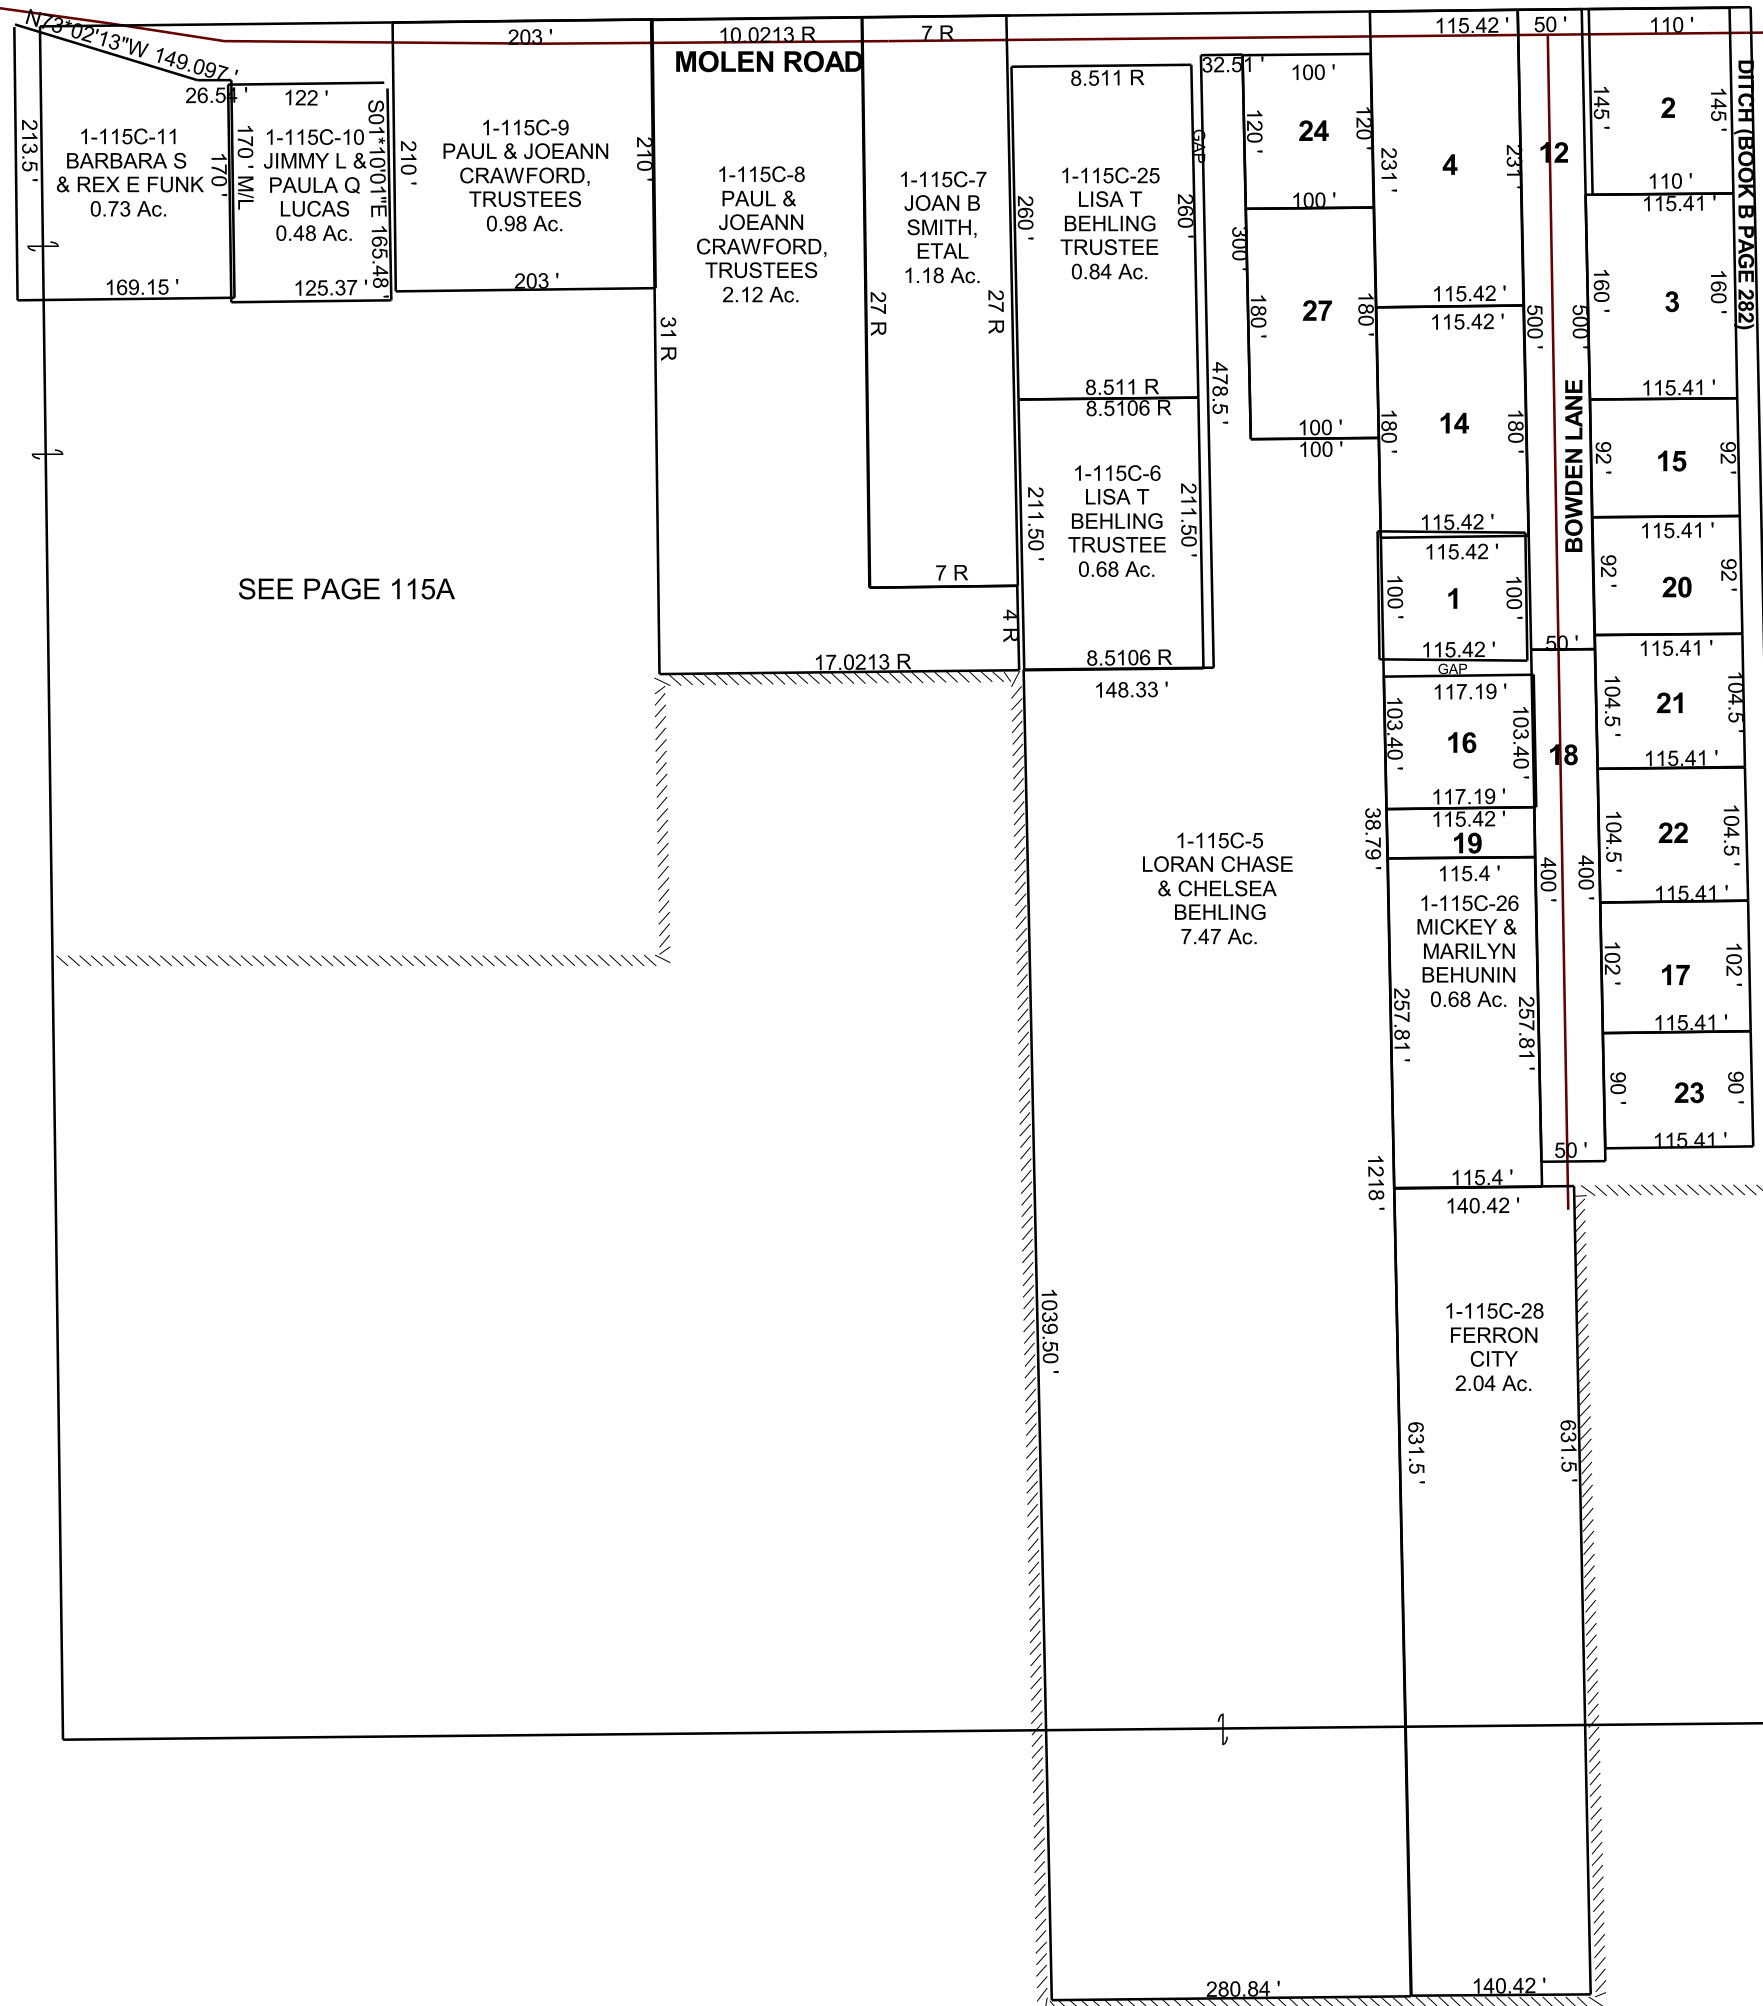 N73*02'13"W 149.097 '
26.54 '
213.5 '
1-115C-11
BARBARA S
& REX E FUNK
0.73 Ac.
170 '
169.15 '
122 '
170 ' M/L
1-115C-10
JIMMY L &
PAULA Q
LUCAS
0.48 Ac.
S01*10'01"E 165.48 '
125.37 '
203 '
210 '
1-115C-9
PAUL & JOEANN
CRAWFORD,
TRUSTEES
0.98 Ac.
210 '
203 '
10.0213 R
MOLEN ROAD
1-115C-8
PAUL &
JOEANN
CRAWFORD,
TRUSTEES
2.12 Ac.
31 R
17.0213 R
4 R
7 R
1-115C-7
JOAN B
SMITH,
ETAL
1.18 Ac.
27 R
27 R
7 R
8.511 R
260 '
1-115C-25
LISA T
BEHLING
TRUSTEE
0.84 Ac.
260 '
8.511 R
8.5106 R
211.50 '
1-115C-6
LISA T
BEHLING
TRUSTEE
0.68 Ac.
211.50 '
8.5106 R
148.33 '
GAP
32.51 '
300 '
478.5 '
100 '
120 '
24
120 '
100 '
180 '
27
180 '
100 '
100 '
115.42 '
231 '
4
231 '
115.42 '
115.42 '
180 '
14
180 '
115.42 '
115.42 '
100 '
1
100 '
115.42 '
GAP
117.19 '
103.40 '
16
103.40 '
117.19 '
115.42 '
38.79 '
19
115.4 '
1-115C-26
MICKEY &
MARILYN
BEHUNIN
0.68 Ac.
257.81 '
257.81 '
115.4 '
50 '
12
500 '
500 '
BOWDEN LANE
50 '
18
400 '
400 '
50 '
110 '
145 '
2
145 '
110 '
115.41 '
160 '
3
160 '
115.41 '
92 '
15
92 '
115.41 '
92 '
20
92 '
115.41 '
104.5 '
21
104.5 '
115.41 '
104.5 '
22
104.5 '
115.41 '
102 '
17
102 '
115.41 '
90 '
23
90 '
115.41 '
DITCH (BOOK B PAGE 282)
SEE PAGE 115A
1-115C-5
LORAN CHASE
& CHELSEA
BEHLING
7.47 Ac.
1218 '
1039.50 '
280.84 '
140.42 '
1-115C-28
FERRON
CITY
2.04 Ac.
631.5 '
631.5 '
140.42 '